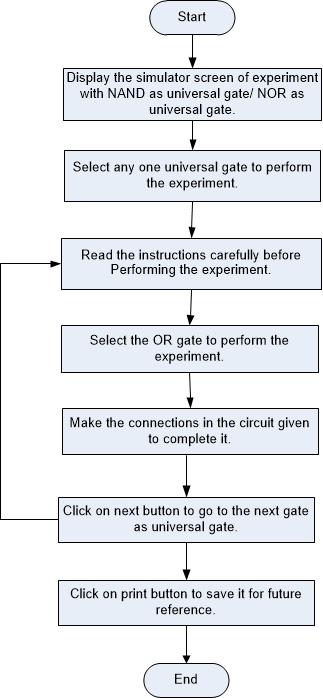 Start
Display the simulator screen of experiment
with NAND as universal gate/ NOR as
universal gate.
Select any one universal gate to perform
the experiment.
Read the instructions carefully before
Performing the experiment.
Select the OR gate to perform the
experiment.
Make the connections in the circuit given
to complete it.
Click on next button to go to the next gate
as universal gate.
Click on print button to save it for future
reference.
End